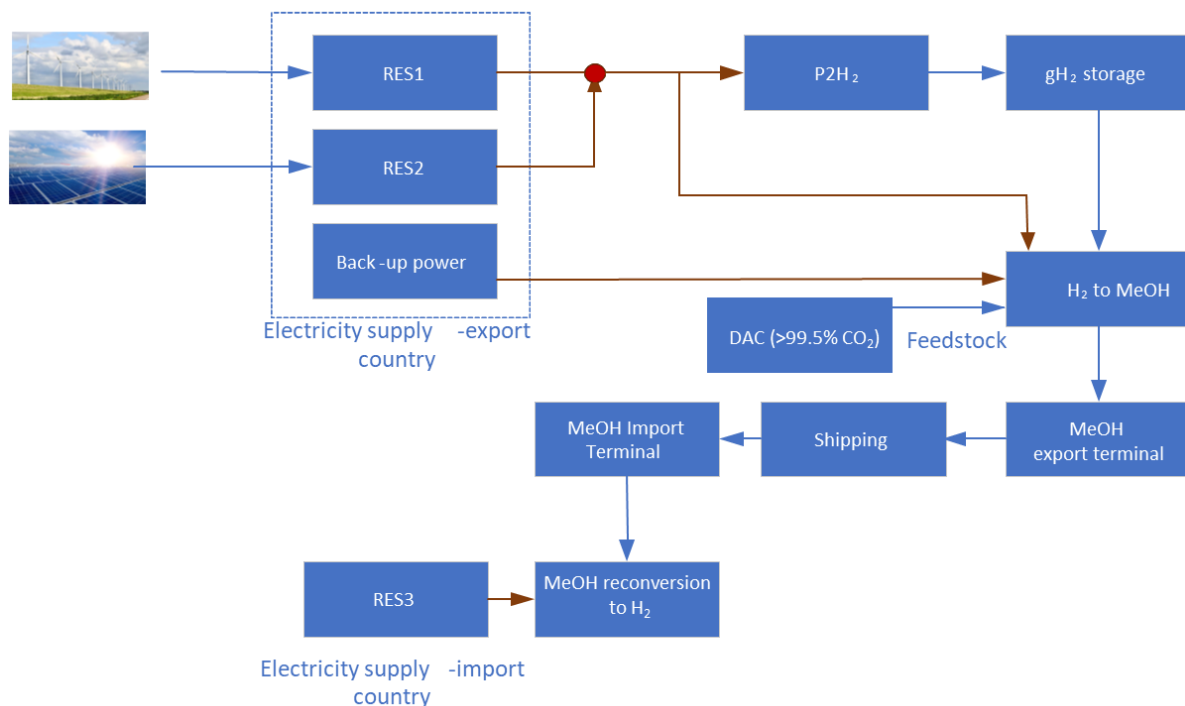 RES1
P2H₂
gH₂ storage
RES2
Back -up power
H₂ to MeOH
Electricity supply -export
country
DAC (>99.5% CO₂)
Feedstock
MeOH Import
Terminal
Shipping
MeOH
export terminal
RES3
MeOH reconversion
to H₂
Electricity supply -import
country